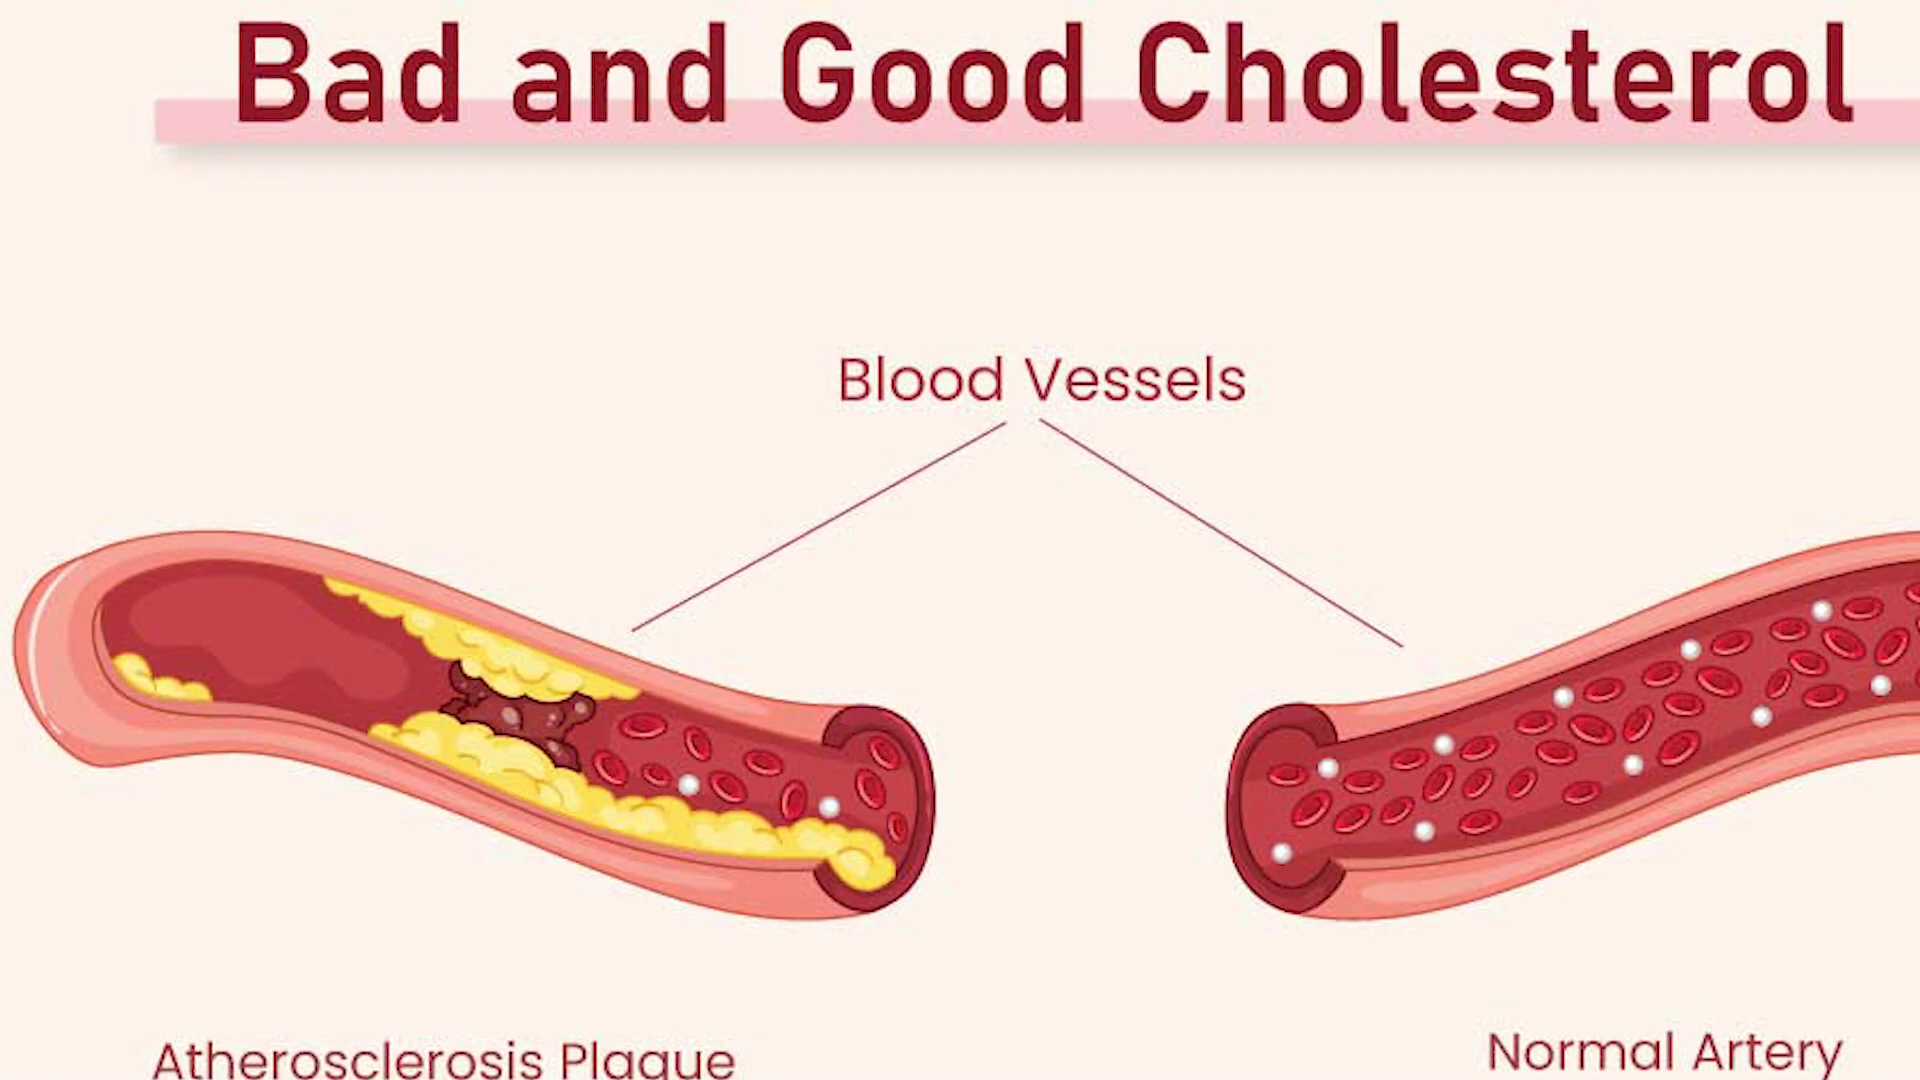 Bad and Good Cholesterol
Blood Vessels
Atherosclerosis Plaque
Normal Artery